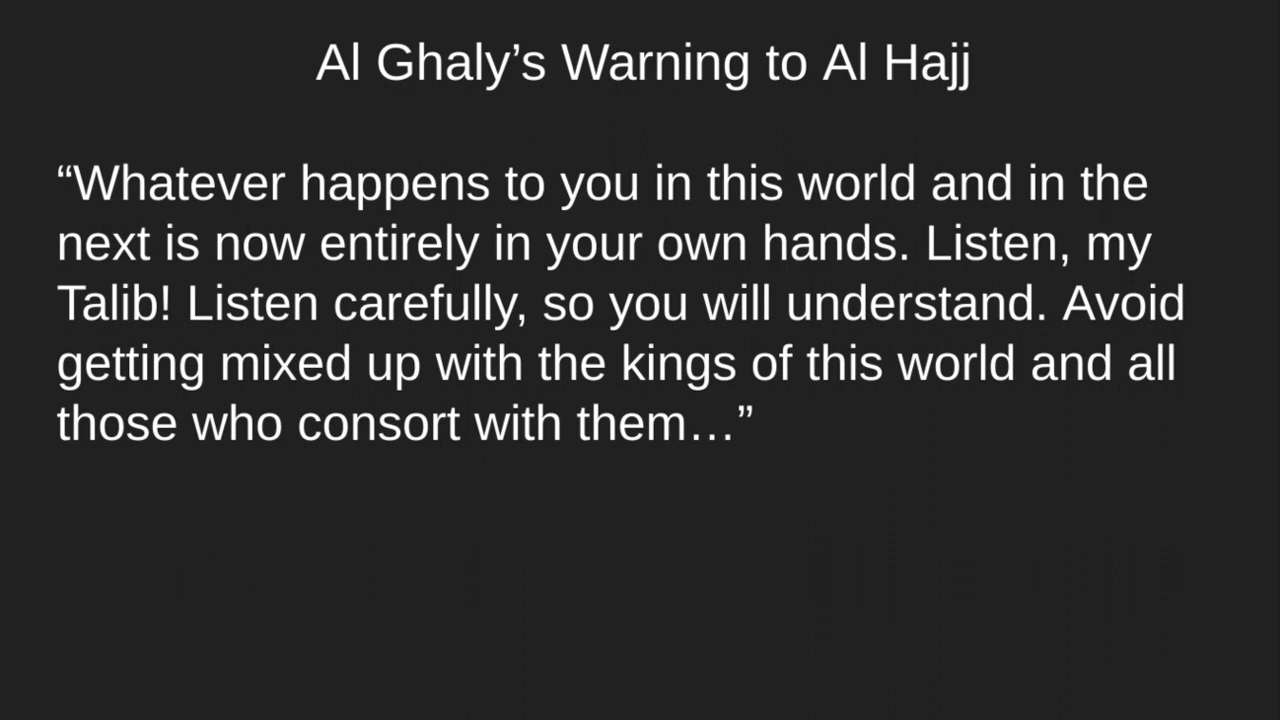 Al Ghaly’s Warning to Al Hajj
“Whatever happens to you in this world and in the
next is now entirely in your own hands. Listen, my
Talib! Listen carefully, so you will understand. Avoid
getting mixed up with the kings of this world and all
those who consort with them…”